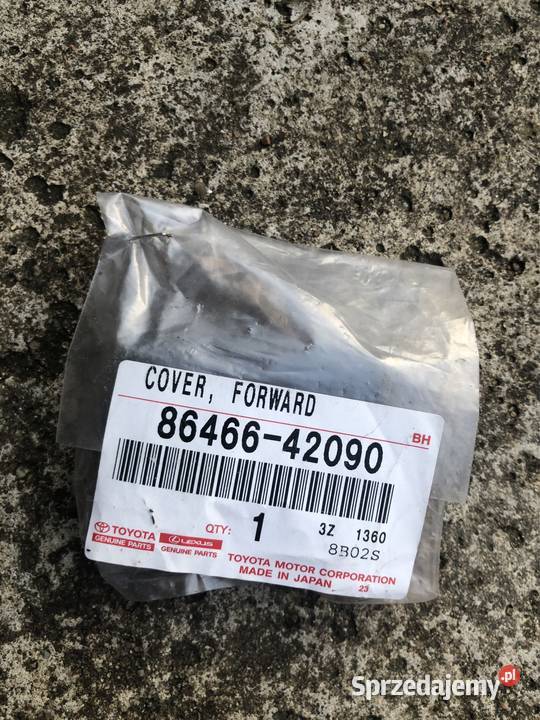 COVER, FORWARD
86466-42090
BH
TOYOTA
GENUINE PARTS
LEXUS
GENUINE PARTS
QTY:
1
3Z 1360
8B02S
TOYOTA MOTOR CORPORATION
MADE IN JAPAN
23
Sprzedajemy.pl